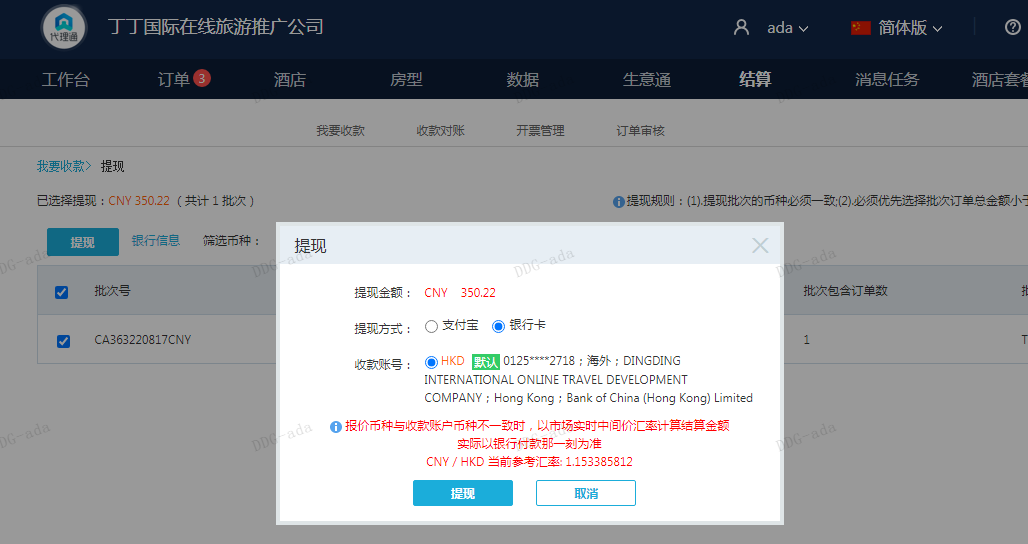 代理通
丁丁国际在线旅游推广公司
ada
简体版
工作台
订单 3
酒店
房型
数据
生意通
结算
消息任务
酒店套餐
我要收款
收款对账
开票管理
订单审核
我要收款> 提现
已选择提现：CNY 350.22 （ 共计 1 批次 ）
提现规则：(1).提现批次的币种必须一致;(2).必须优先选择批次订单总金额小于
提现
银行信息
筛选币种：
批次号
批次包含订单数
CA363220817CNY
1
T
提现
提现金额： CNY 350.22
提现方式： 支付宝 银行卡
收款账号： HKD 默认 0125****2718；海外；DINGDING
INTERNATIONAL ONLINE TRAVEL DEVELOPMENT
COMPANY；Hong Kong；Bank of China (Hong Kong) Limited
报价币种与收款账户币种不一致时，以市场实时中间价汇率计算结算金额
实际以银行付款那一刻为准
CNY / HKD 当前参考汇率: 1.153385812
提现
取消
DDG-ada
DDG-ada
DDG-ada
DDG-ada
DDG-ada
DDG-ada